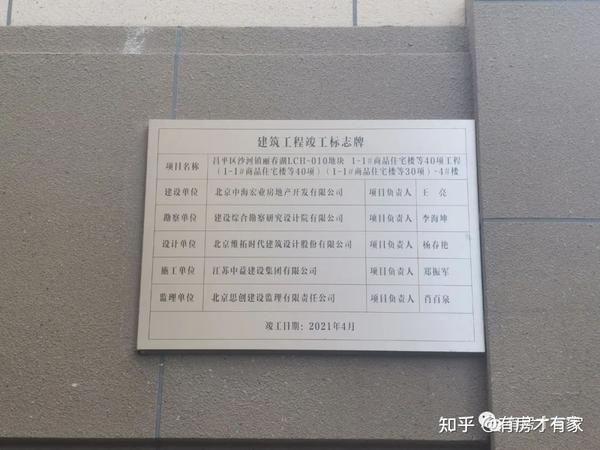 建筑工程竣工标志牌
项目名称 昌平区沙河镇丽春湖LCH-010地块 1-1#商品住宅楼等40项工程
(1-1#商品住宅楼等40项)(1-1#商品住宅楼等30项)-4#楼
建设单位 北京中海宏业房地产开发有限公司 项目负责人 王 亮
勘察单位 建设综合勘察研究设计院有限公司 项目负责人 李海坤
设计单位 北京维拓时代建筑设计股份有限公司 项目负责人 杨春艳
施工单位 江苏中益建设集团有限公司 项目负责人 郑振军
监理单位 北京思创建设监理有限责任公司 项目负责人 肖百泉
竣工日期：2021年4月
知乎 @有房才有家